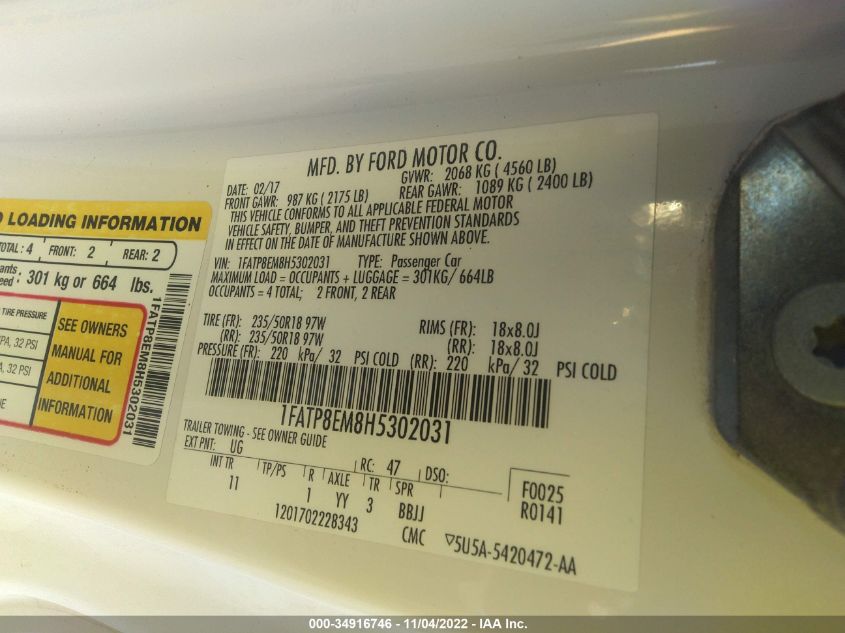 MFD. BY FORD MOTOR CO.
DATE: 02/17 GVWR: 2068 KG ( 4560 LB)
FRONT GAWR: 987 KG ( 2175 LB) REAR GAWR: 1089 KG ( 2400 LB)
THIS VEHICLE CONFORMS TO ALL APPLICABLE FEDERAL MOTOR
VEHICLE SAFETY, BUMPER, AND THEFT PREVENTION STANDARDS
IN EFFECT ON THE DATE OF MANUFACTURE SHOWN ABOVE.
VIN: 1FATP8EM8H5302031 TYPE: Passenger Car
MAXIMUM LOAD = OCCUPANTS + LUGGAGE = 301KG/ 664LB
OCCUPANTS = 4 TOTAL; 2 FRONT, 2 REAR
TIRE (FR): 235/50R18 97W RIMS (FR): 18x8.0J
(RR): 235/50R18 97W (RR): 18x8.0J
PRESSURE (FR): 220 kPa/ 32 PSI COLD (RR): 220 kPa/ 32 PSI COLD
1FATP8EM8H5302031
TRAILER TOWING - SEE OWNER GUIDE
EXT PNT: UG RC: 47 DSO:
INT TR TP/PS R AXLE TR SPR F0025
11 1 YY 3 BBJJ R0141
1201702228343 CMC ▽5U5A-5420472-AA
LOADING INFORMATION
TOTAL : 4 FRONT: 2 REAR: 2
301 kg or 664 lbs.
TIRE PRESSURE
32 PSI
32 PSI
SEE OWNERS
MANUAL FOR
ADDITIONAL
INFORMATION
1FATP8EM8H5302031
000-34916746 - 11/04/2022 - IAA Inc.